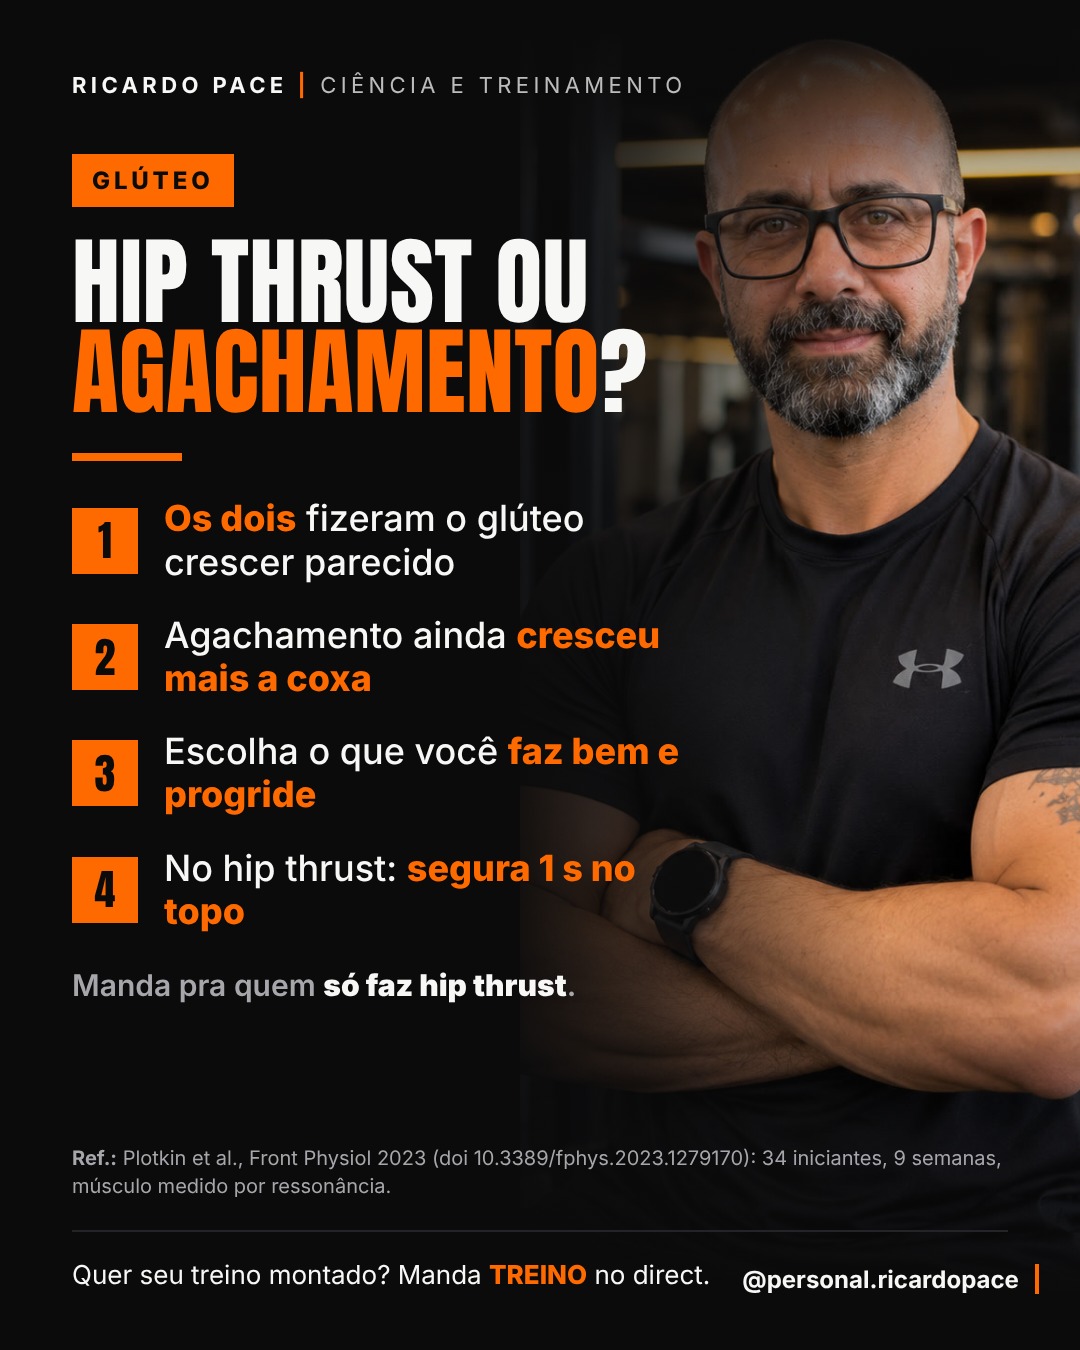 RICARDO PACE | CIÊNCIA E TREINAMENTO
GLÚTEO
HIP THRUST OU
AGACHAMENTO?
1 Os dois fizeram o glúteo
crescer parecido
2 Agachamento ainda cresceu
mais a coxa
3 Escolha o que você faz bem e
progride
4 No hip thrust: segura 1 s no
topo
Manda pra quem só faz hip thrust.
Ref.: Plotkin et al., Front Physiol 2023 (doi 10.3389/fphys.2023.1279170): 34 iniciantes, 9 semanas,
músculo medido por ressonância.
Quer seu treino montado? Manda TREINO no direct.
@personal.ricardopace